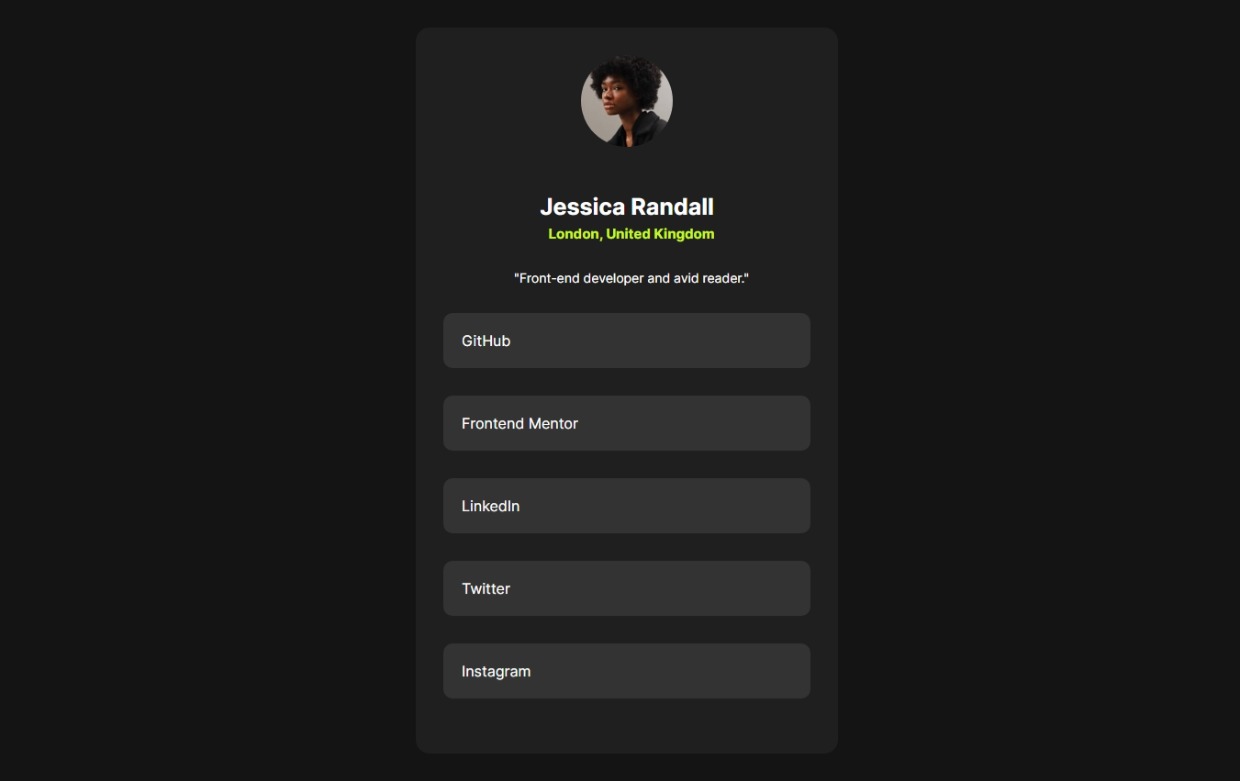 Jessica Randall
London, United Kingdom
"Front-end developer and avid reader."
GitHub
Frontend Mentor
LinkedIn
Twitter
Instagram